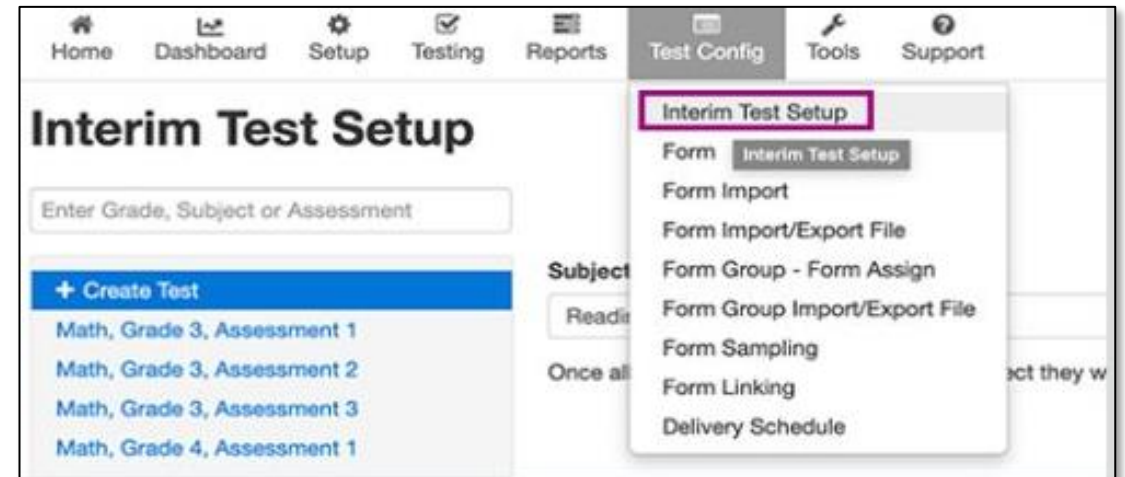 Home Dashboard Setup Testing Reports Test Config Tools Support
Interim Test Setup
Enter Grade, Subject or Assessment
+ Create Test
Math, Grade 3, Assessment 1
Math, Grade 3, Assessment 2
Math, Grade 3, Assessment 3
Math, Grade 4, Assessment 1
Subject
Once all
ect they w
Interim Test Setup
Form
Interim Test Setup
Form Import
Form Import/Export File
Form Group - Form Assign
Form Group Import/Export File
Form Sampling
Form Linking
Delivery Schedule